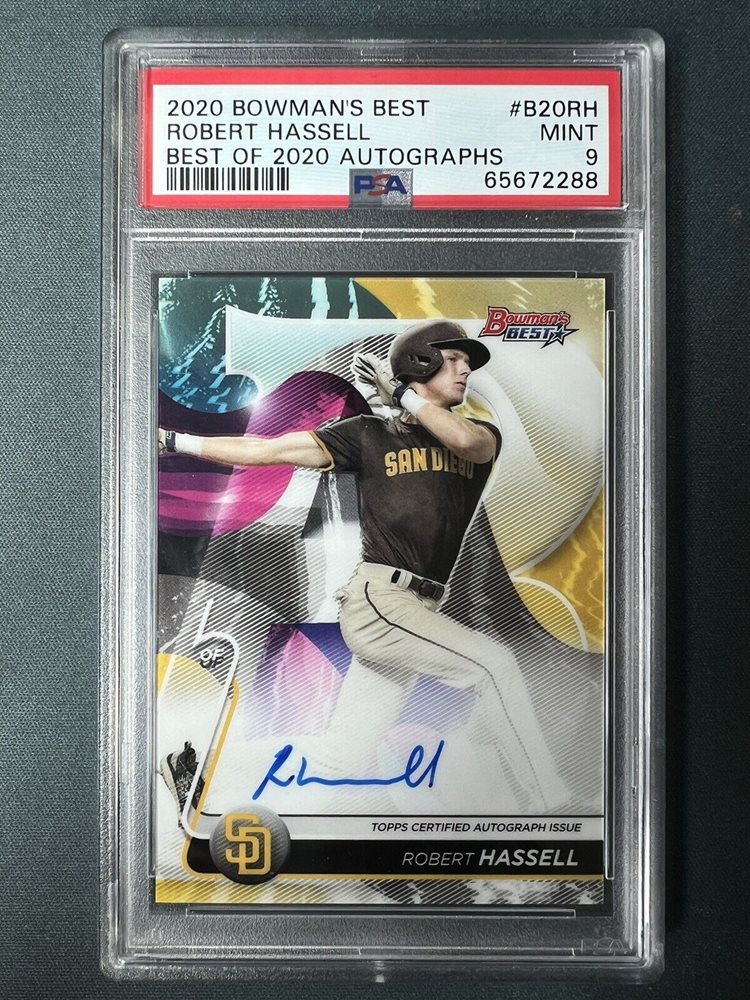 2020 BOWMAN'S BEST #B20RH
ROBERT HASSELL MINT
BEST OF 2020 AUTOGRAPHS 9
PSA 65672288
Bowman's
BEST
SAN DIEGO
OF
TOPPS CERTIFIED AUTOGRAPH ISSUE
SD
ROBERT HASSELL